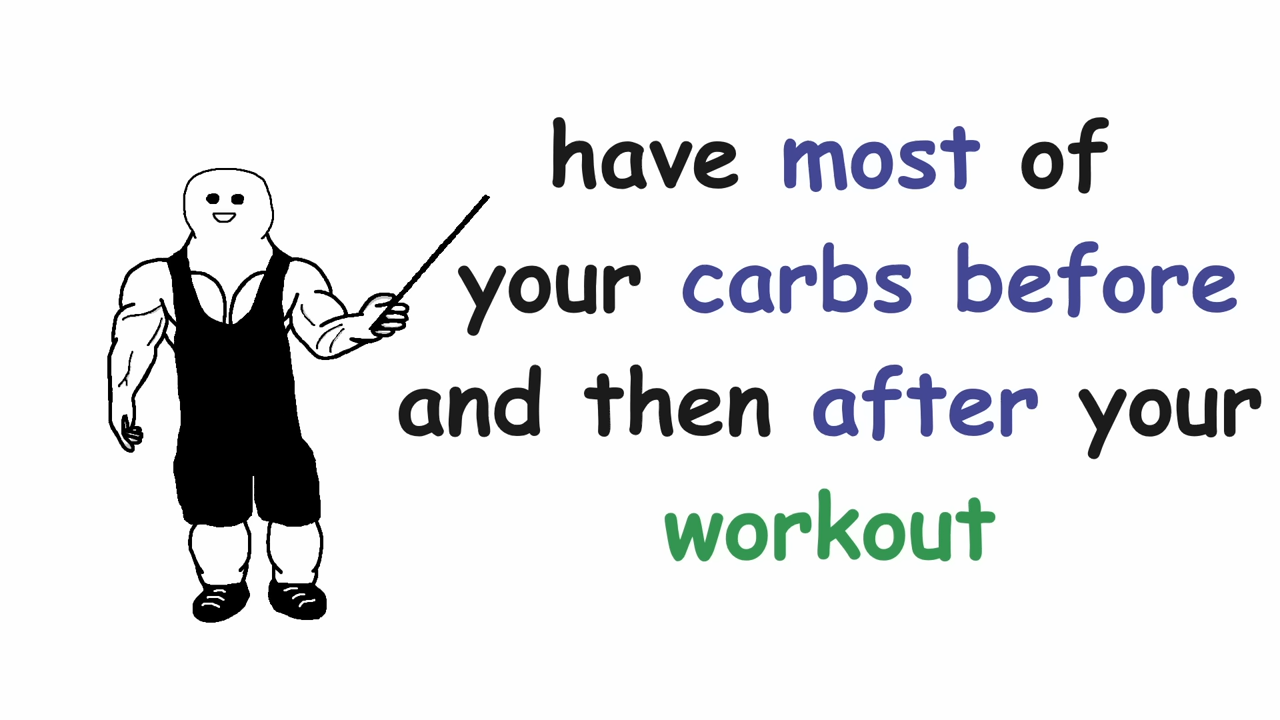 have most of
your carbs before
and then after your
workout